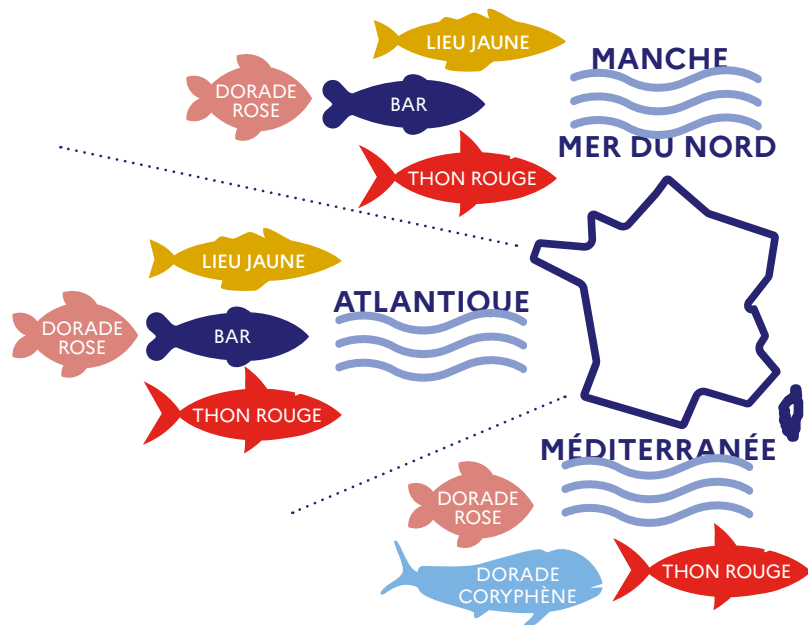 LIEU JAUNE
DORADE
ROSE
BAR
THON ROUGE
MANCHE
MER DU NORD
LIEU JAUNE
DORADE
ROSE
BAR
THON ROUGE
ATLANTIQUE
MÉDITERRANÉE
DORADE
ROSE
DORADE
CORYPHÈNE
THON ROUGE